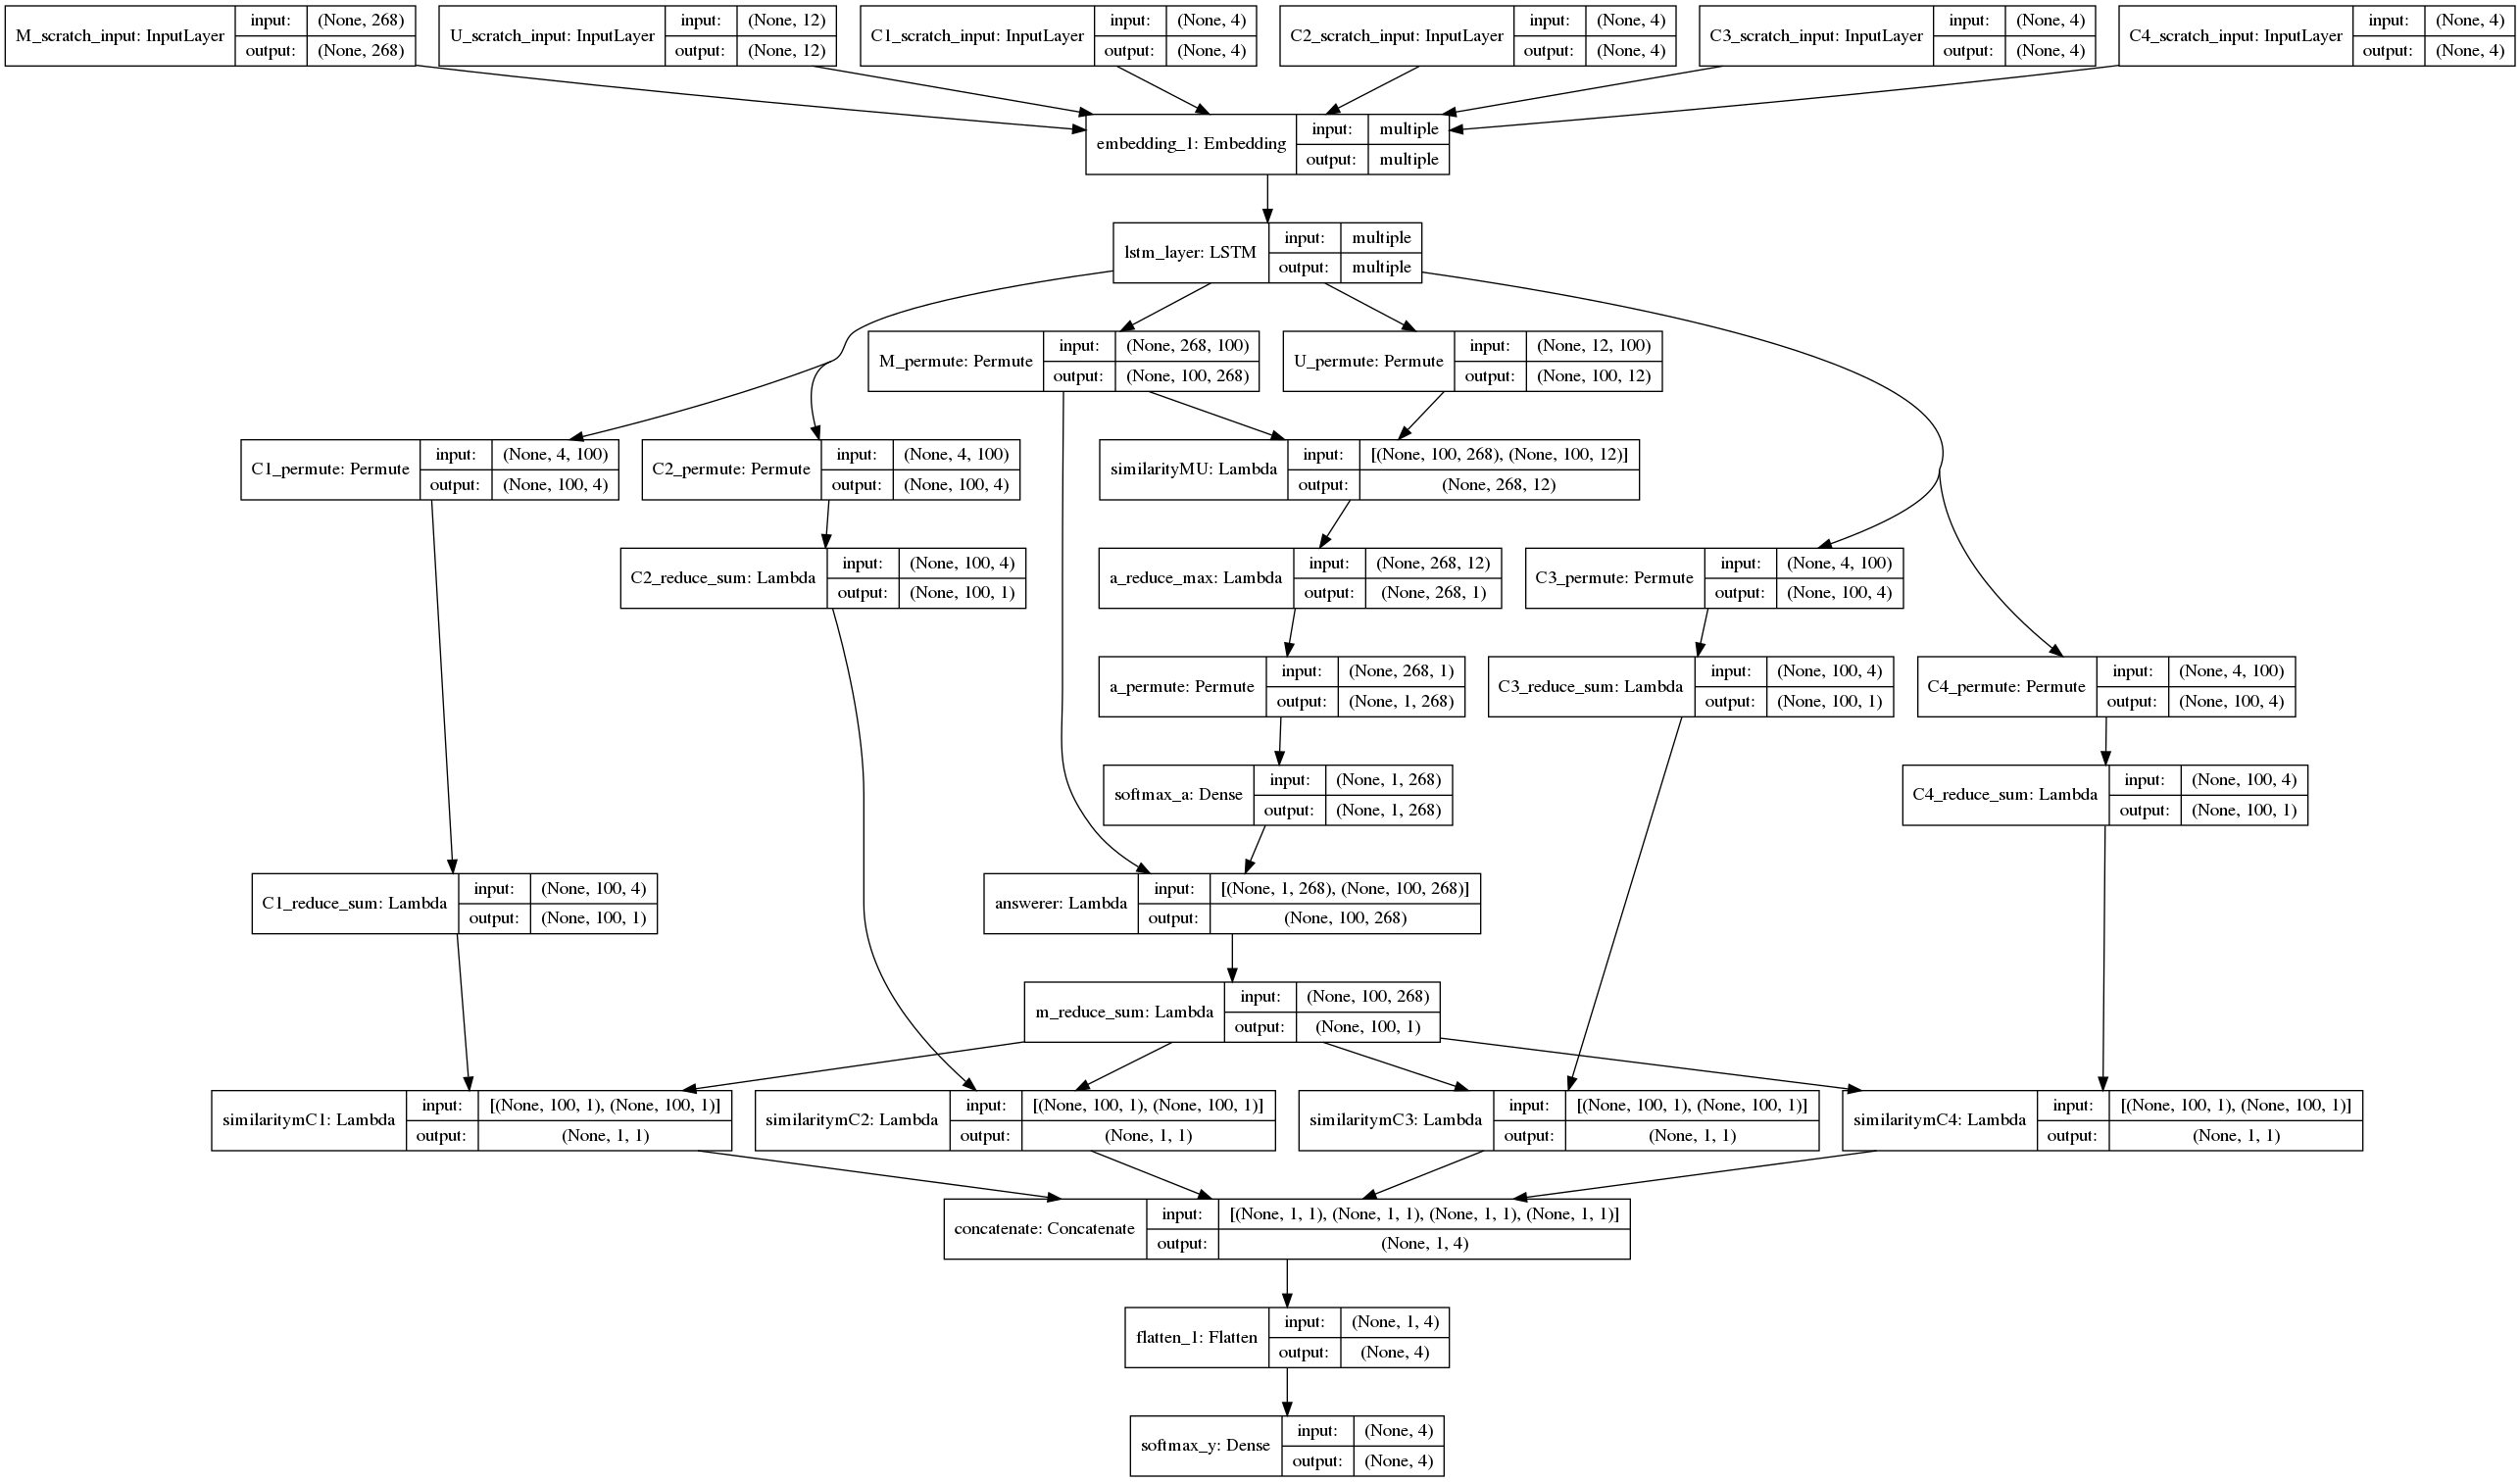 M_scratch_input: InputLayer input: (None, 268) output: (None, 268)
U_scratch_input: InputLayer input: (None, 12) output: (None, 12)
C1_scratch_input: InputLayer input: (None, 4) output: (None, 4)
C2_scratch_input: InputLayer input: (None, 4) output: (None, 4)
C3_scratch_input: InputLayer input: (None, 4) output: (None, 4)
C4_scratch_input: InputLayer input: (None, 4) output: (None, 4)
embedding_1: Embedding input: multiple output: multiple
lstm_layer: LSTM input: multiple output: multiple
M_permute: Permute input: (None, 268, 100) output: (None, 100, 268)
U_permute: Permute input: (None, 12, 100) output: (None, 100, 12)
C1_permute: Permute input: (None, 4, 100) output: (None, 100, 4)
C2_permute: Permute input: (None, 4, 100) output: (None, 100, 4)
similarityMU: Lambda input: [(None, 100, 268), (None, 100, 12)] output: (None, 268, 12)
C2_reduce_sum: Lambda input: (None, 100, 4) output: (None, 100, 1)
a_reduce_max: Lambda input: (None, 268, 12) output: (None, 268, 1)
C3_permute: Permute input: (None, 4, 100) output: (None, 100, 4)
a_permute: Permute input: (None, 268, 1) output: (None, 1, 268)
C3_reduce_sum: Lambda input: (None, 100, 4) output: (None, 100, 1)
C4_permute: Permute input: (None, 4, 100) output: (None, 100, 4)
softmax_a: Dense input: (None, 1, 268) output: (None, 1, 268)
C4_reduce_sum: Lambda input: (None, 100, 4) output: (None, 100, 1)
C1_reduce_sum: Lambda input: (None, 100, 4) output: (None, 100, 1)
answerer: Lambda input: [(None, 1, 268), (None, 100, 268)] output: (None, 100, 268)
m_reduce_sum: Lambda input: (None, 100, 268) output: (None, 100, 1)
similaritymC1: Lambda input: [(None, 100, 1), (None, 100, 1)] output: (None, 1, 1)
similaritymC2: Lambda input: [(None, 100, 1), (None, 100, 1)] output: (None, 1, 1)
similaritymC3: Lambda input: [(None, 100, 1), (None, 100, 1)] output: (None, 1, 1)
similaritymC4: Lambda input: [(None, 100, 1), (None, 100, 1)] output: (None, 1, 1)
concatenate: Concatenate input: [(None, 1, 1), (None, 1, 1), (None, 1, 1), (None, 1, 1)] output: (None, 1, 4)
flatten_1: Flatten input: (None, 1, 4) output: (None, 4)
softmax_y: Dense input: (None, 4) output: (None, 4)